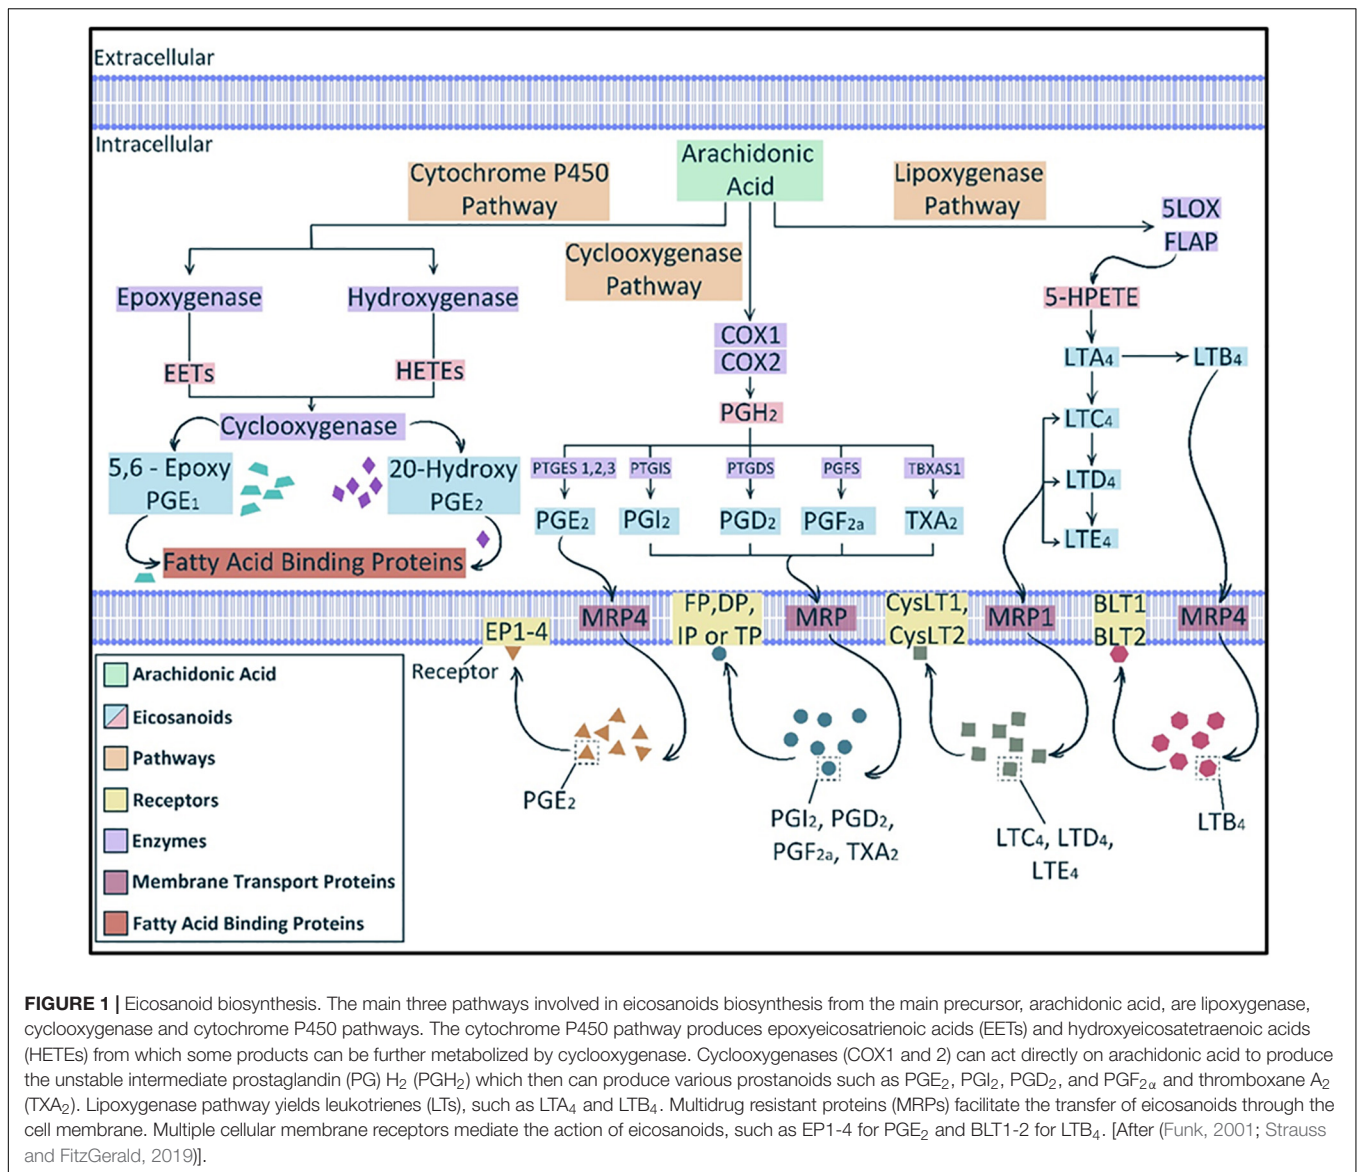 Extracellular
Intracellular
Arachidonic
Acid
Cytochrome P450
Pathway
Lipoxygenase
Pathway
Cyclooxygenase
Pathway
5LOX
FLAP
Epoxygenase
Hydroxygenase
5-HPETE
COX1
COX2
LTA4
LTB4
EETs
HETEs
PGH2
LTC4
Cyclooxygenase
5,6 - Epoxy
PGE1
20-Hydroxy
PGE2
PTGES 1,2,3
PTGIS
PTGDS
PGFS
TBXAS1
LTD4
PGE2
PGI2
PGD2
PGF2a
TXA2
LTE4
Fatty Acid Binding Proteins
EP1-4
MRP4
FP,DP,
IP or TP
MRP
CysLT1,
CysLT2
MRP1
BLT1
BLT2
MRP4
Receptor
Arachidonic Acid
Eicosanoids
Pathways
Receptors
Enzymes
Membrane Transport Proteins
Fatty Acid Binding Proteins
PGE2
PGI2, PGD2,
PGF2a, TXA2
LTC4, LTD4,
LTE4
LTB4
FIGURE 1 | Eicosanoid biosynthesis. The main three pathways involved in eicosanoids biosynthesis from the main precursor, arachidonic acid, are lipoxygenase,
cyclooxygenase and cytochrome P450 pathways. The cytochrome P450 pathway produces epoxyeicosatrienoic acids (EETs) and hydroxyeicosatetraenoic acids
(HETEs) from which some products can be further metabolized by cyclooxygenase. Cyclooxygenases (COX1 and 2) can act directly on arachidonic acid to produce
the unstable intermediate prostaglandin (PG) H2 (PGH2) which then can produce various prostanoids such as PGE2, PGI2, PGD2, and PGF2α and thromboxane A2
(TXA2). Lipoxygenase pathway yields leukotrienes (LTs), such as LTA4 and LTB4. Multidrug resistant proteins (MRPs) facilitate the transfer of eicosanoids through the
cell membrane. Multiple cellular membrane receptors mediate the action of eicosanoids, such as EP1-4 for PGE2 and BLT1-2 for LTB4. [After (Funk, 2001; Strauss
and FitzGerald, 2019)].